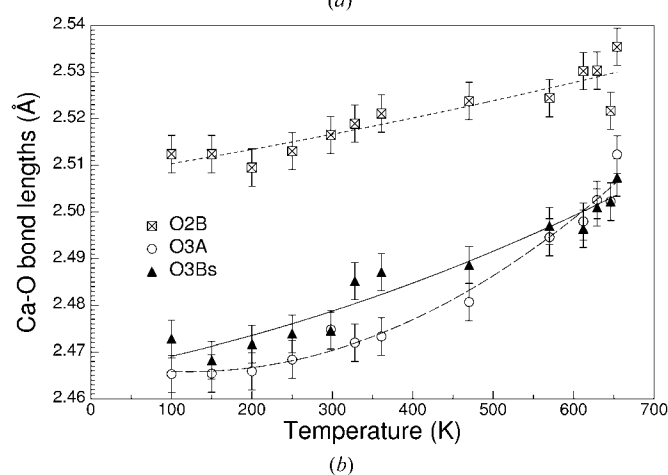 (a)
2.54
2.53
2.52
2.51
2.50
2.49
2.48
2.47
2.46
Ca-O bond lengths (Å)
O2B
O3A
O3Bs
0 100 200 300 400 500 600 700
Temperature (K)
(b)